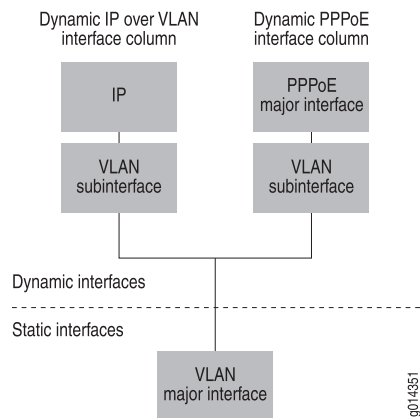 Dynamic IP over VLAN
interface column
Dynamic PPPoE
interface column
IP
PPPoE
major interface
VLAN
subinterface
VLAN
subinterface
Dynamic interfaces
Static interfaces
VLAN
major interface
g014351